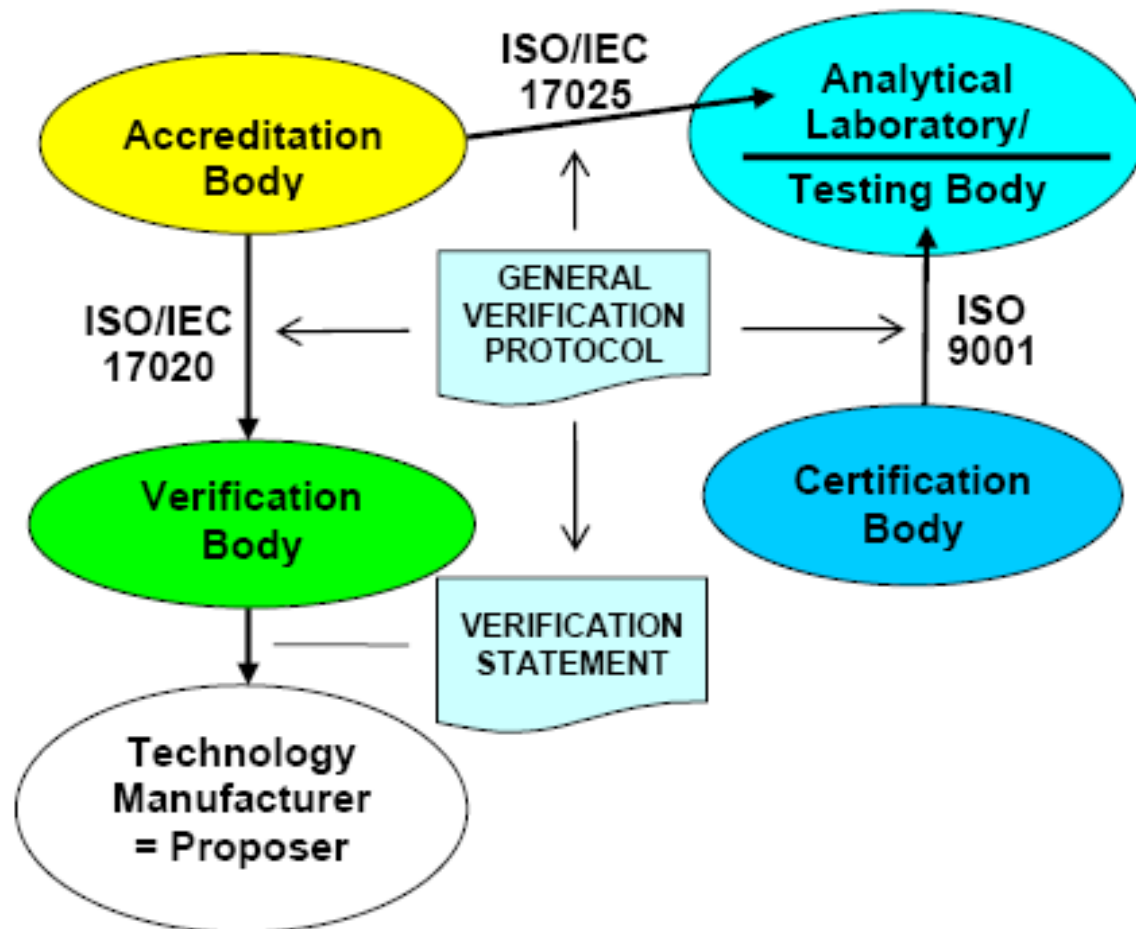 ISO/IEC
17025
Accreditation
Body
Analytical
Laboratory/
Testing Body
GENERAL
VERIFICATION
PROTOCOL
ISO/IEC
17020
ISO
9001
Verification
Body
Certification
Body
VERIFICATION
STATEMENT
Technology
Manufacturer
= Proposer